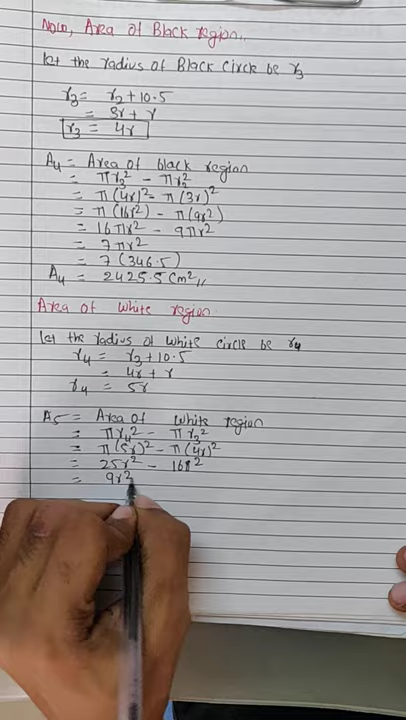 Now, Area of Black region..
let the radius of Black Circle be r3
r3 = r2 + 10.5
= 3r + r
r3 = 4r
A4 = Area of black region
= πr3² - πr2²
= π(4r)² - π(3r)²
= π(16r²) - π(9r²)
= 16πr² - 9πr²
= 7πr²
= 7(346.5)
A4 = 2425.5 cm²,,
Area of white region
let the radius of white circle be r4
r4 = r3 + 10.5
= 4r + r
r4 = 5r
A5 = Area of white region
= πr4² - πr3²
= π(5r)² - π(4r)²
= 25r² - 16r²
= 9r²